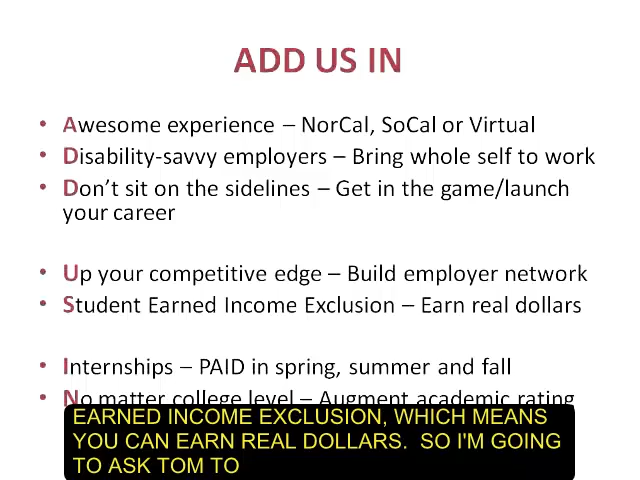 ADD US IN
• Awesome experience – NorCal, SoCal or Virtual
• Disability-savvy employers – Bring whole self to work
• Don't sit on the sidelines – Get in the game/launch
your career
• Up your competitive edge – Build employer network
• Student Earned Income Exclusion – Earn real dollars
• Internships – PAID in spring, summer and fall
• No matter college level – Augment academic rating
EARNED INCOME EXCLUSION, WHICH MEANS
YOU CAN EARN REAL DOLLARS.  SO I'M GOING
TO ASK TOM TO